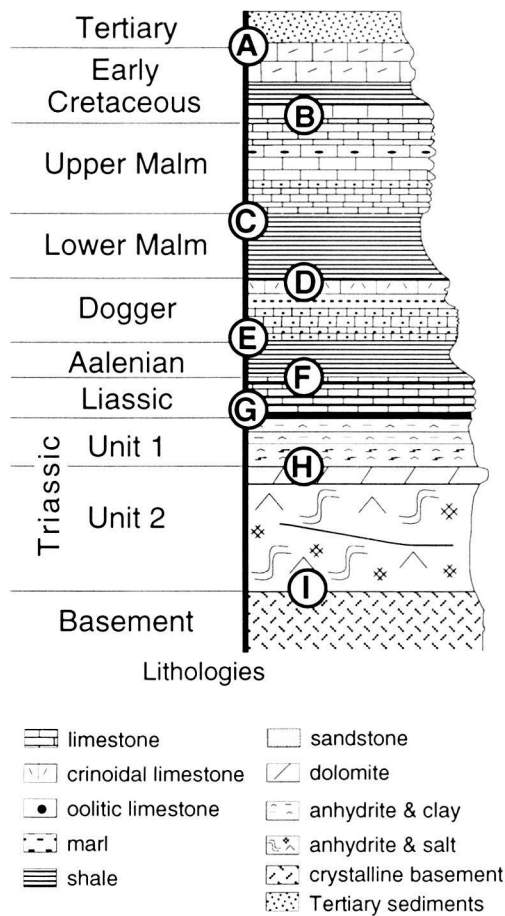 Tertiary
A
Early
Cretaceous
B
Upper Malm
C
Lower Malm
D
Dogger
E
Aalenian
F
Liassic
G
Triassic
Unit 1
H
Unit 2
I
Basement
Lithologies
limestone
sandstone
crinoidal limestone
dolomite
oolitic limestone
anhydrite & clay
marl
anhydrite & salt
shale
crystalline basement
Tertiary sediments